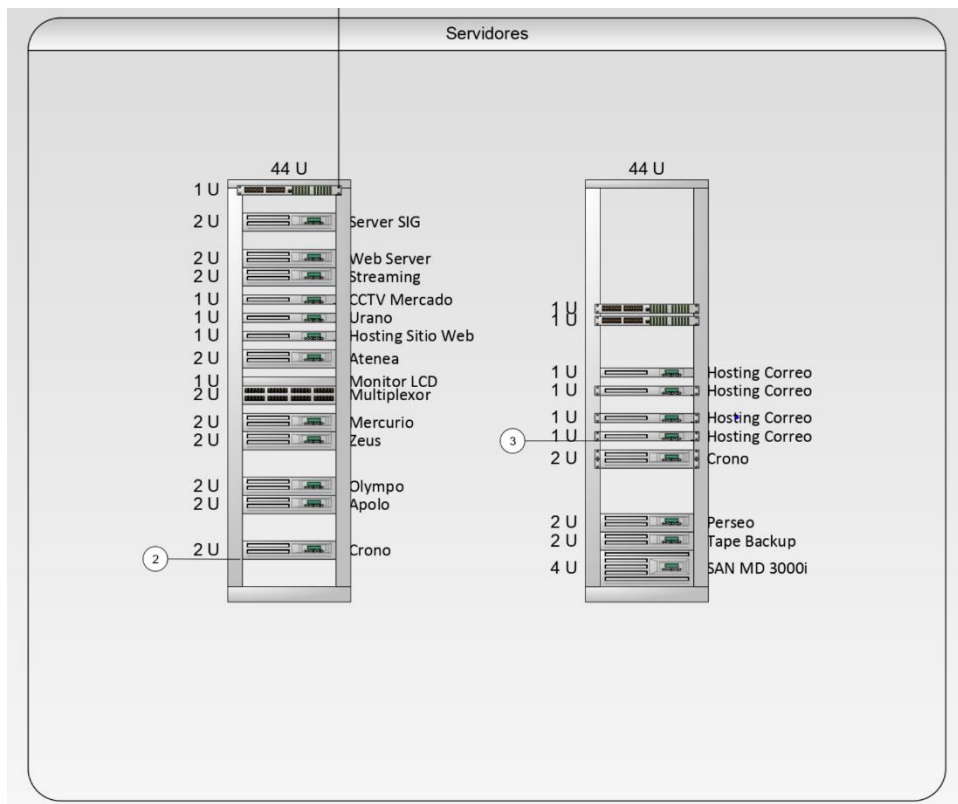 Servidores
44 U
1 U
2 U Server SIG
2 U Web Server
2 U Streaming
1 U CCTV Mercado
1 U Urano
1 U Hosting Sitio Web
2 U Atenea
1 U Monitor LCD
2 U Multiplexor
2 U Mercurio
2 U Zeus
2 U Olympo
2 U Apolo
2 U Crono
2
44 U
1 U
1 U
1 U Hosting Correo
1 U Hosting Correo
1 U Hosting Correo
1 U Hosting Correo
3
2 U Crono
2 U Perseo
2 U Tape Backup
4 U SAN MD 3000i